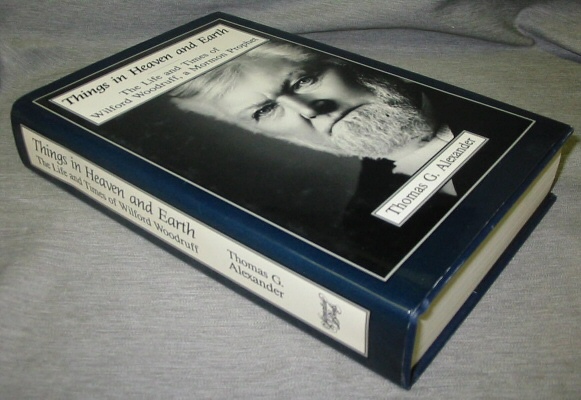 Things in Heaven and Earth
The Life and Times of
Wilford Woodruff, a Mormon Prophet
Thomas G. Alexander
Things in Heaven and Earth
The Life and Times of Wilford Woodruff
Thomas G.
Alexander